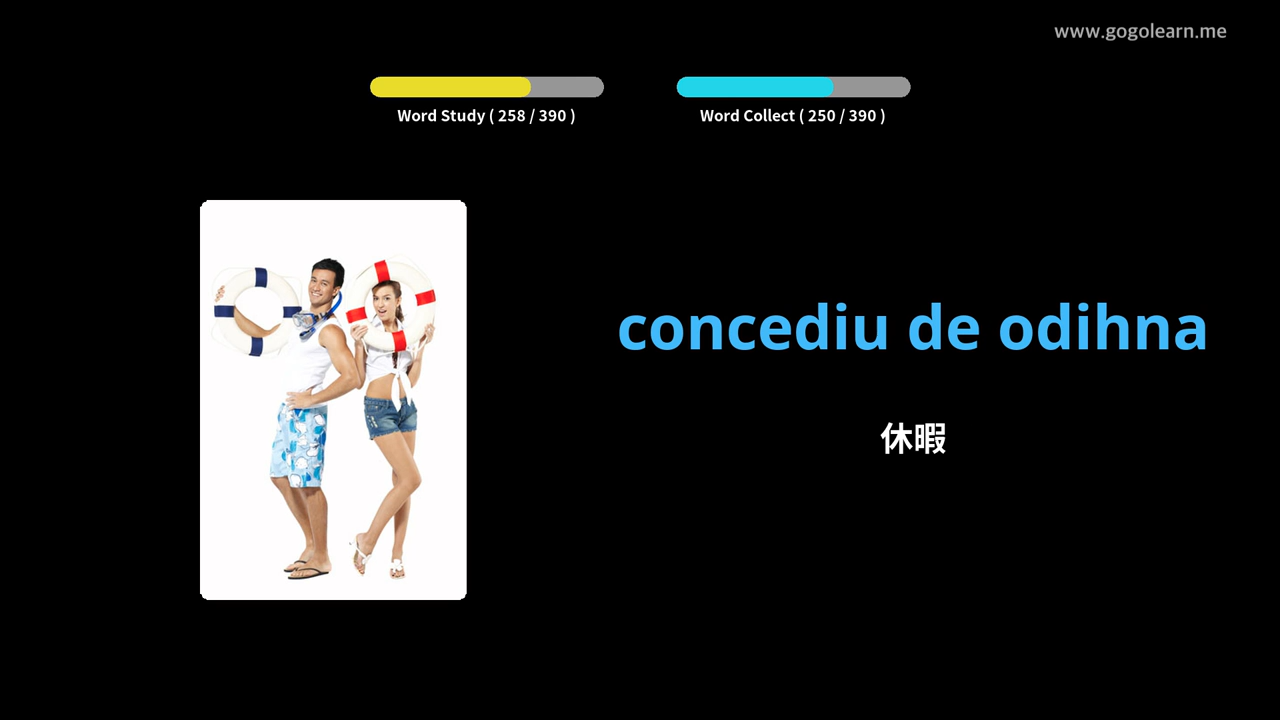 www.gogolearn.me
Word Study ( 258 / 390 )
Word Collect ( 250 / 390 )
concediu de odihna
休暇